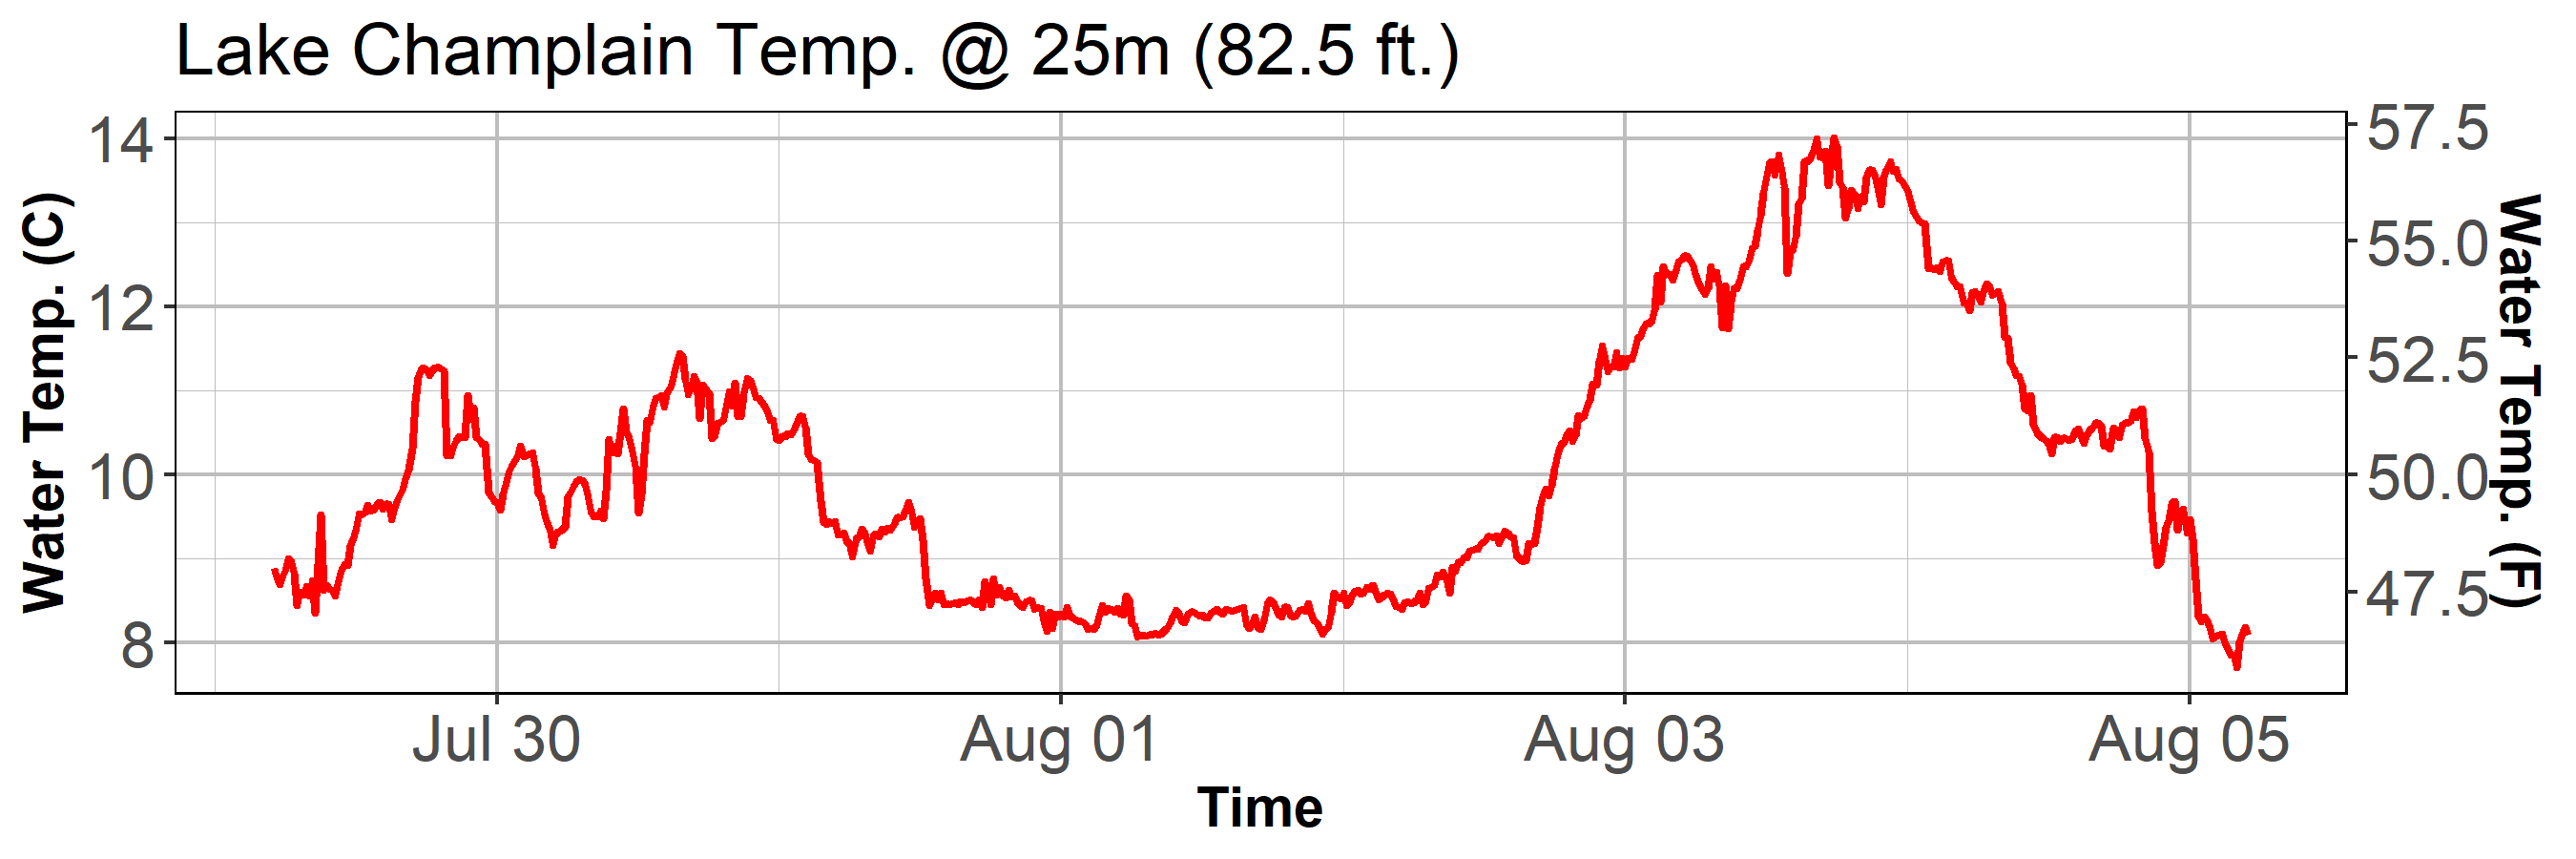 Lake Champlain Temp. @ 25m (82.5 ft.)
Water Temp. (C)
14
12
10
8
57.5
55.0
52.5
50.0
47.5
Water Temp. (F)
Jul 30
Aug 01
Aug 03
Aug 05
Time